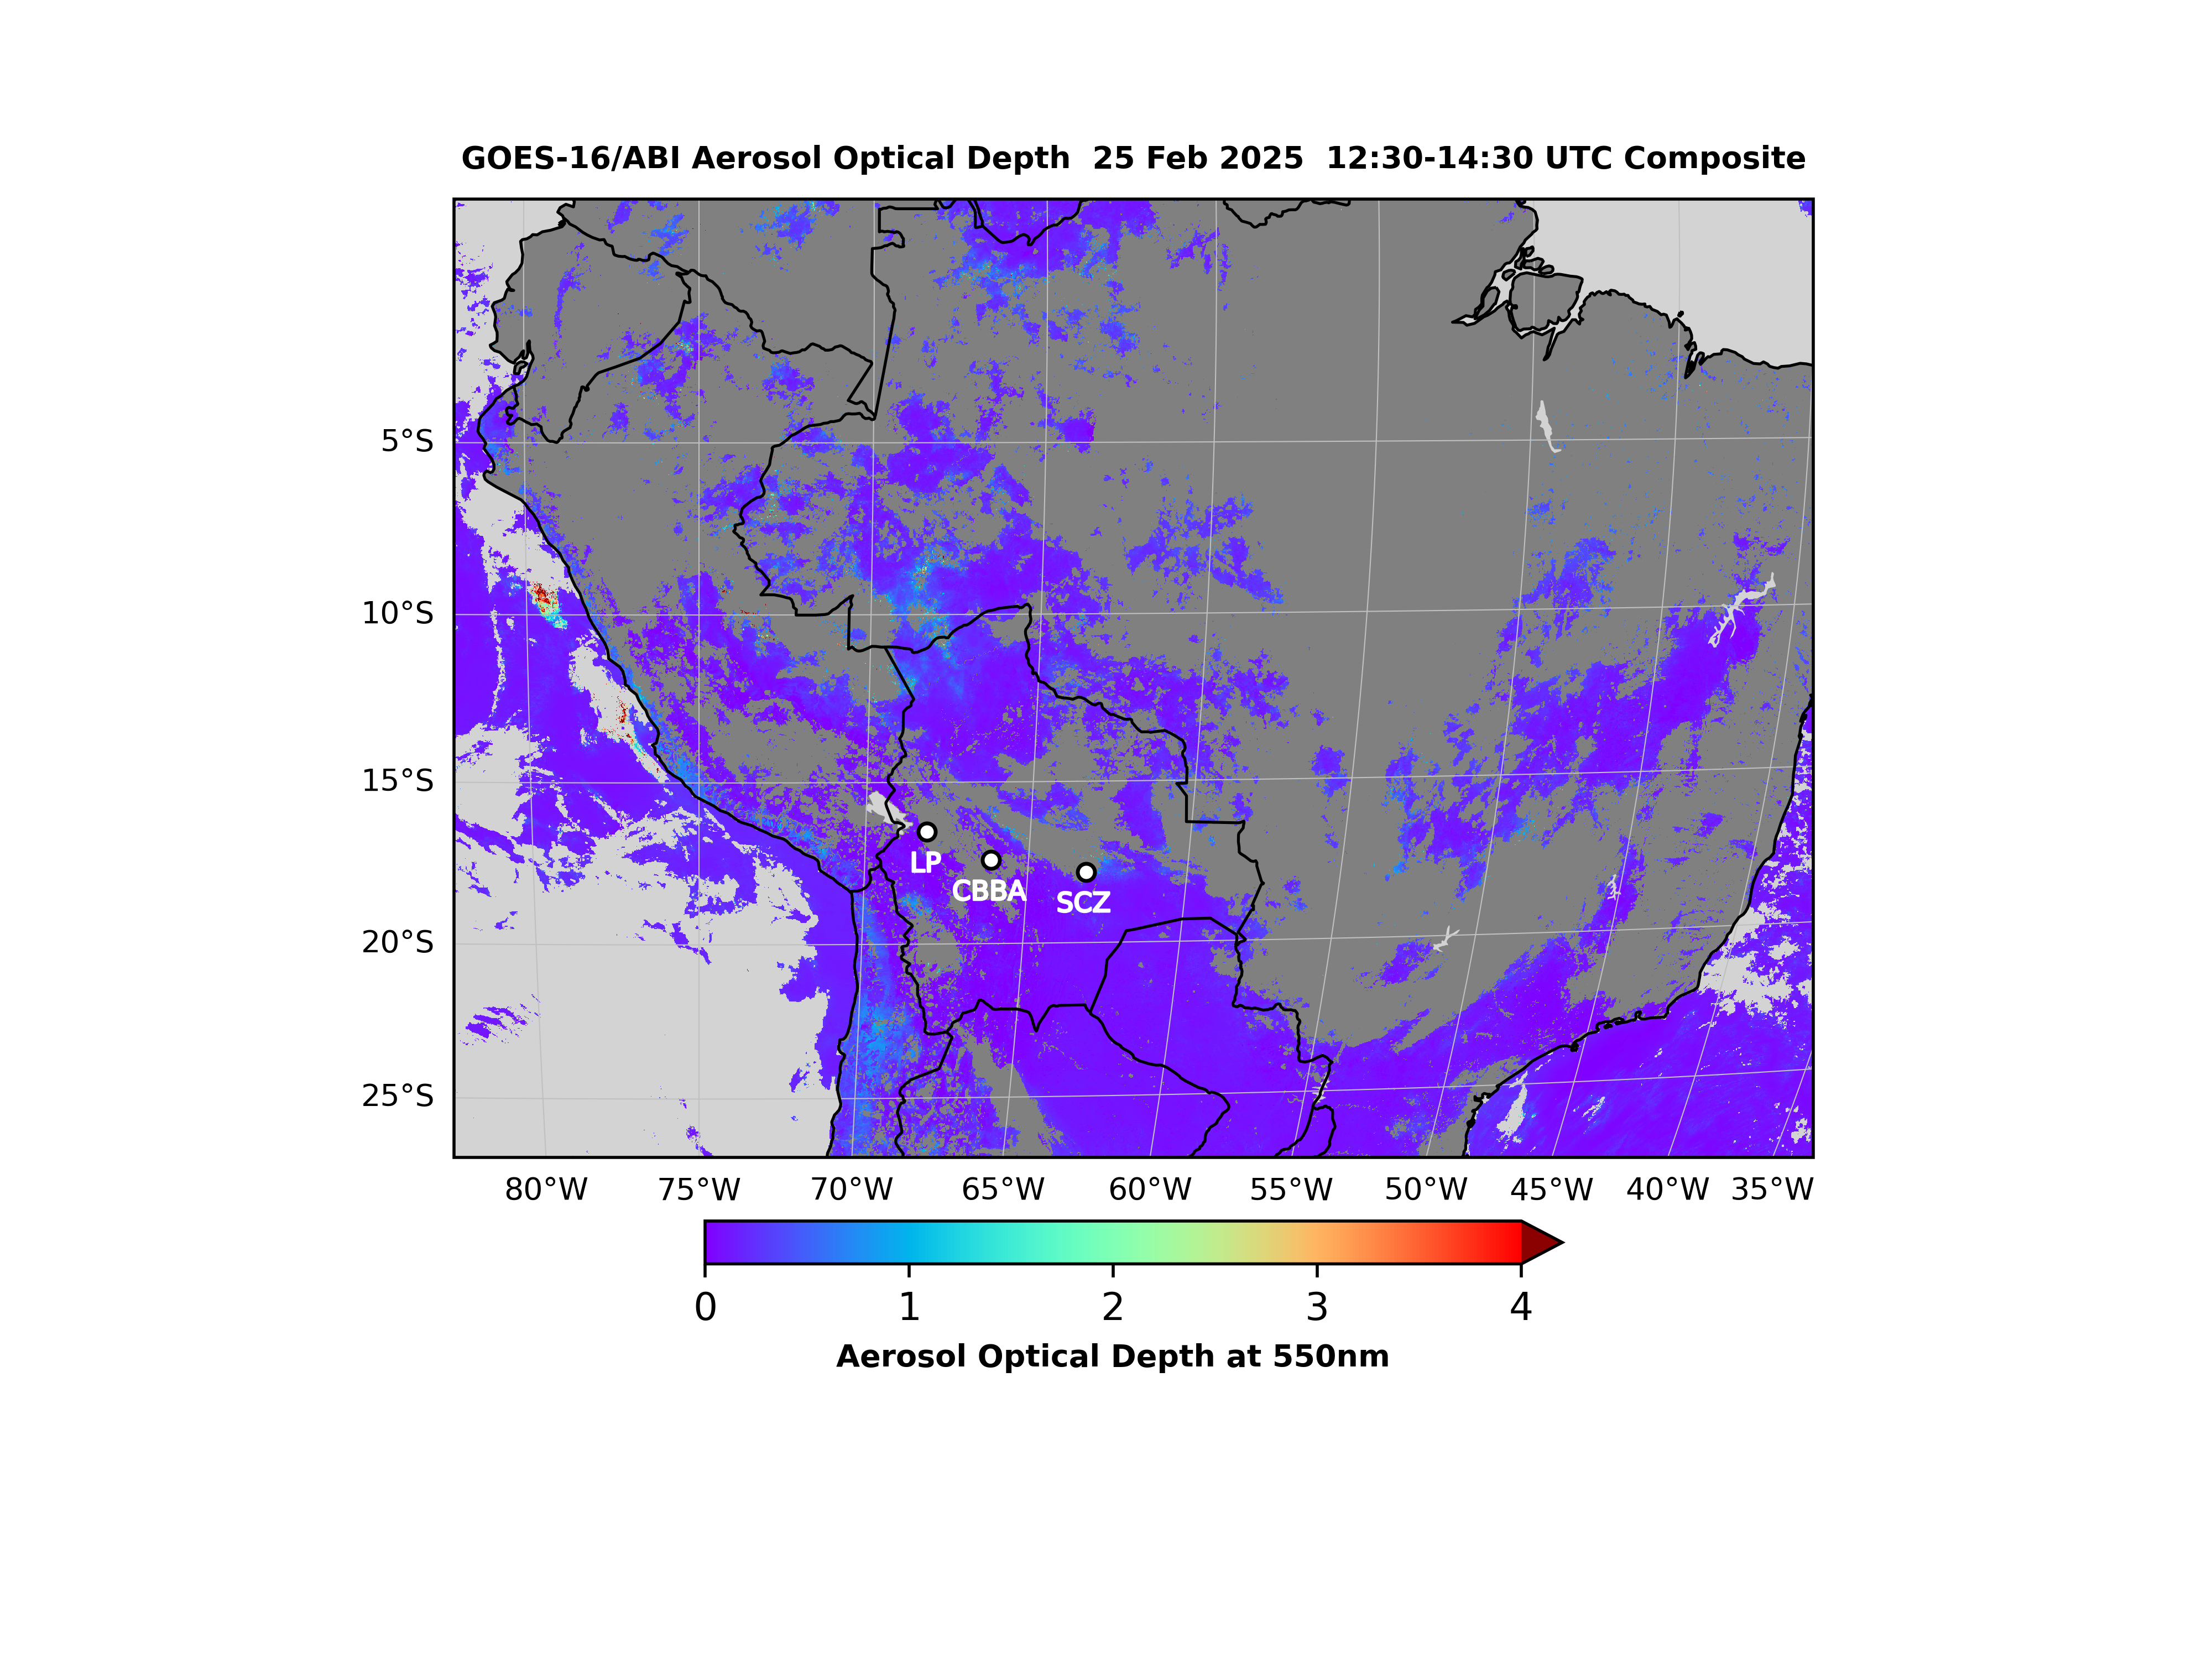 GOES-16/ABI Aerosol Optical Depth  25 Feb 2025  12:30-14:30 UTC Composite
5°S
10°S
15°S
LP
CBBA
SCZ
20°S
25°S
80°W 75°W 70°W 65°W 60°W 55°W 50°W 45°W 40°W 35°W
0 1 2 3 4
Aerosol Optical Depth at 550nm